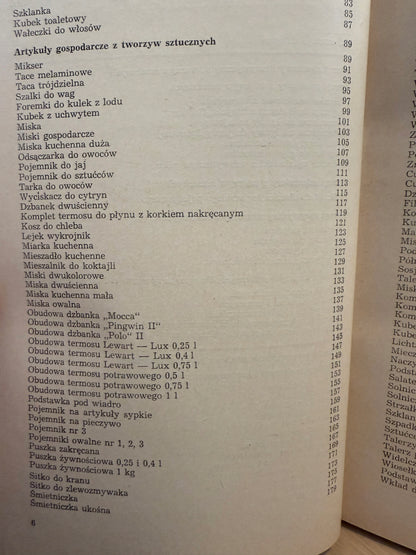 Szklanka 83
Kubek toaletowy 85
Wałeczki do włosów 87
Artykuły gospodarcze z tworzyw sztucznych 89
Mikser 89
Tace melaminowe 91
Taca trójdzielna 93
Szalki do wag 95
Foremki do kulek z lodu 97
Kubek z uchwytem 99
Miska 101
Miski gospodarcze 103
Miska kuchenna duża 105
Odsączarka do owoców 107
Pojemnik do jaj 109
Pojemnik do sztućców 111
Tarka do owoców 113
Wyciskacz do cytryn 115
Dzbanek dwuścienny 117
Komplet termosu do płynu z korkiem nakręcanym 119
Kosz do chleba 121
Lejek wykrojnik 123
Miarka kuchenna 125
Mieszadło kuchenne 127
Mieszalnik do koktajli 129
Miski dwukolorowe 131
Miska dwuścienna 133
Miska kuchenna mała 135
Miska owalna 137
Obudowa dzbanka „Mocca” 139
Obudowa dzbanka „Pingwin II” 141
Obudowa dzbanka „Polo” II 143
Obudowa termosu Lewart — Lux 0,25 l 145
Obudowa termosu Lewart — Lux 0,4 l 147
Obudowa termosu Lewart — Lux 0,75 l 149
Obudowa termosu potrawowego 0,5 l 151
Obudowa termosu potrawowego 0,75 l 153
Obudowa termosu potrawowego 1 l 155
Podstawka pod wiadro 157
Pojemnik na artykuły sypkie 159
Pojemnik na pieczywo 161
Pojemnik nr 3 163
Pojemniki owalne nr 1, 2, 3 165
Puszka zakręcana 167
Puszka żywnościowa 0,25 i 0,4 l 169
Puszka żywnościowa 1 kg 171
Sitko do kranu 173
Sitko do zlewozmywaka 175
Śmietniczka 177
Śmietniczka ukośna 179
6